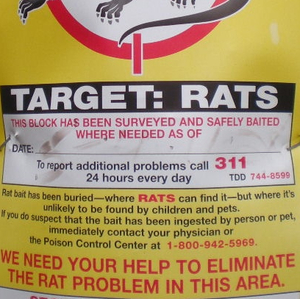 TARGET: RATS
THIS BLOCK HAS BEEN SURVEYED AND SAFELY BAITED
WHERE NEEDED AS OF
DATE:
To report additional problems call 311
24 hours every day TDD 744-8599
Rat bait has been buried—where RATS can find it—but where it's
unlikely to be found by children and pets.
If you do suspect that the bait has been ingested by person or pet,
immediately contact your physician or
the Poison Control Center at 1-800-942-5969.
WE NEED YOUR HELP TO ELIMINATE
THE RAT PROBLEM IN THIS AREA.